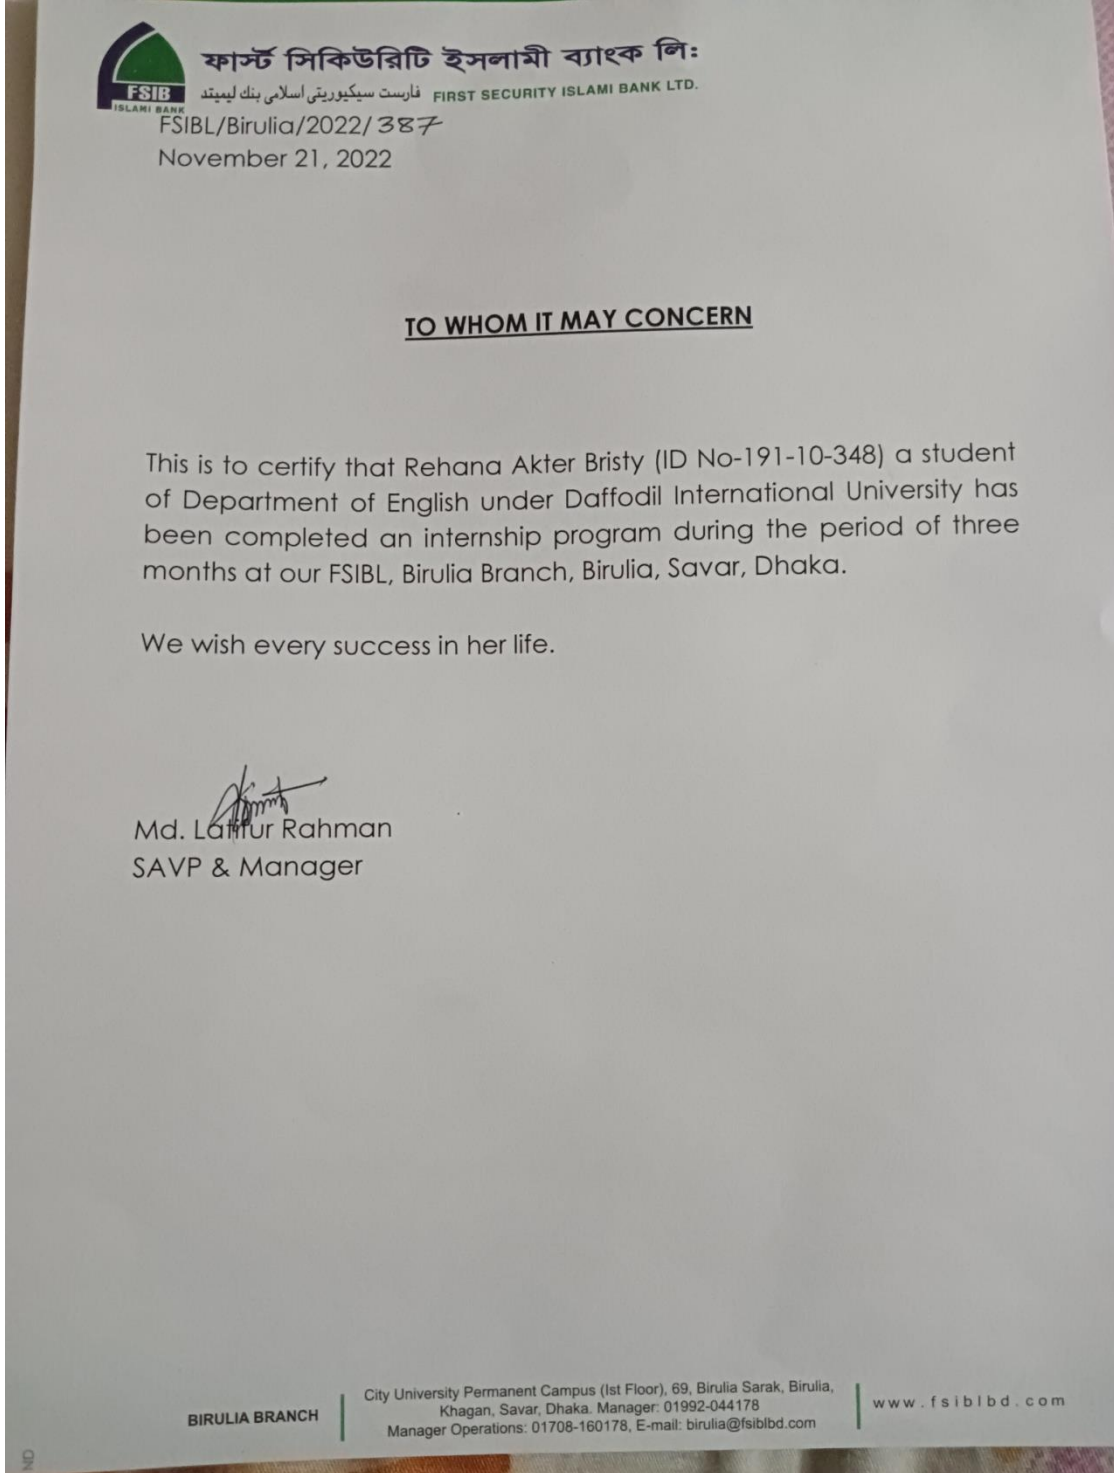 ফার্স্ট সিকিউরিটি ইসলামী ব্যাংক লি:
FSIB
ISLAMI BANK
فارست سيكيوريتي اسلامي بنك ليميتد FIRST SECURITY ISLAMI BANK LTD.
FSIBL/Birulia/2022/387
November 21, 2022
TO WHOM IT MAY CONCERN
This is to certify that Rehana Akter Bristy (ID No-191-10-348) a student
of Department of English under Daffodil International University has
been completed an internship program during the period of three
months at our FSIBL, Birulia Branch, Birulia, Savar, Dhaka.
We wish every success in her life.
Md. Latifur Rahman
SAVP & Manager
BIRULIA BRANCH
City University Permanent Campus (Ist Floor), 69, Birulia Sarak, Birulia,
Khagan, Savar, Dhaka. Manager: 01992-044178
Manager Operations: 01708-160178, E-mail: birulia@fsiblbd.com
www.fsiblbd.com